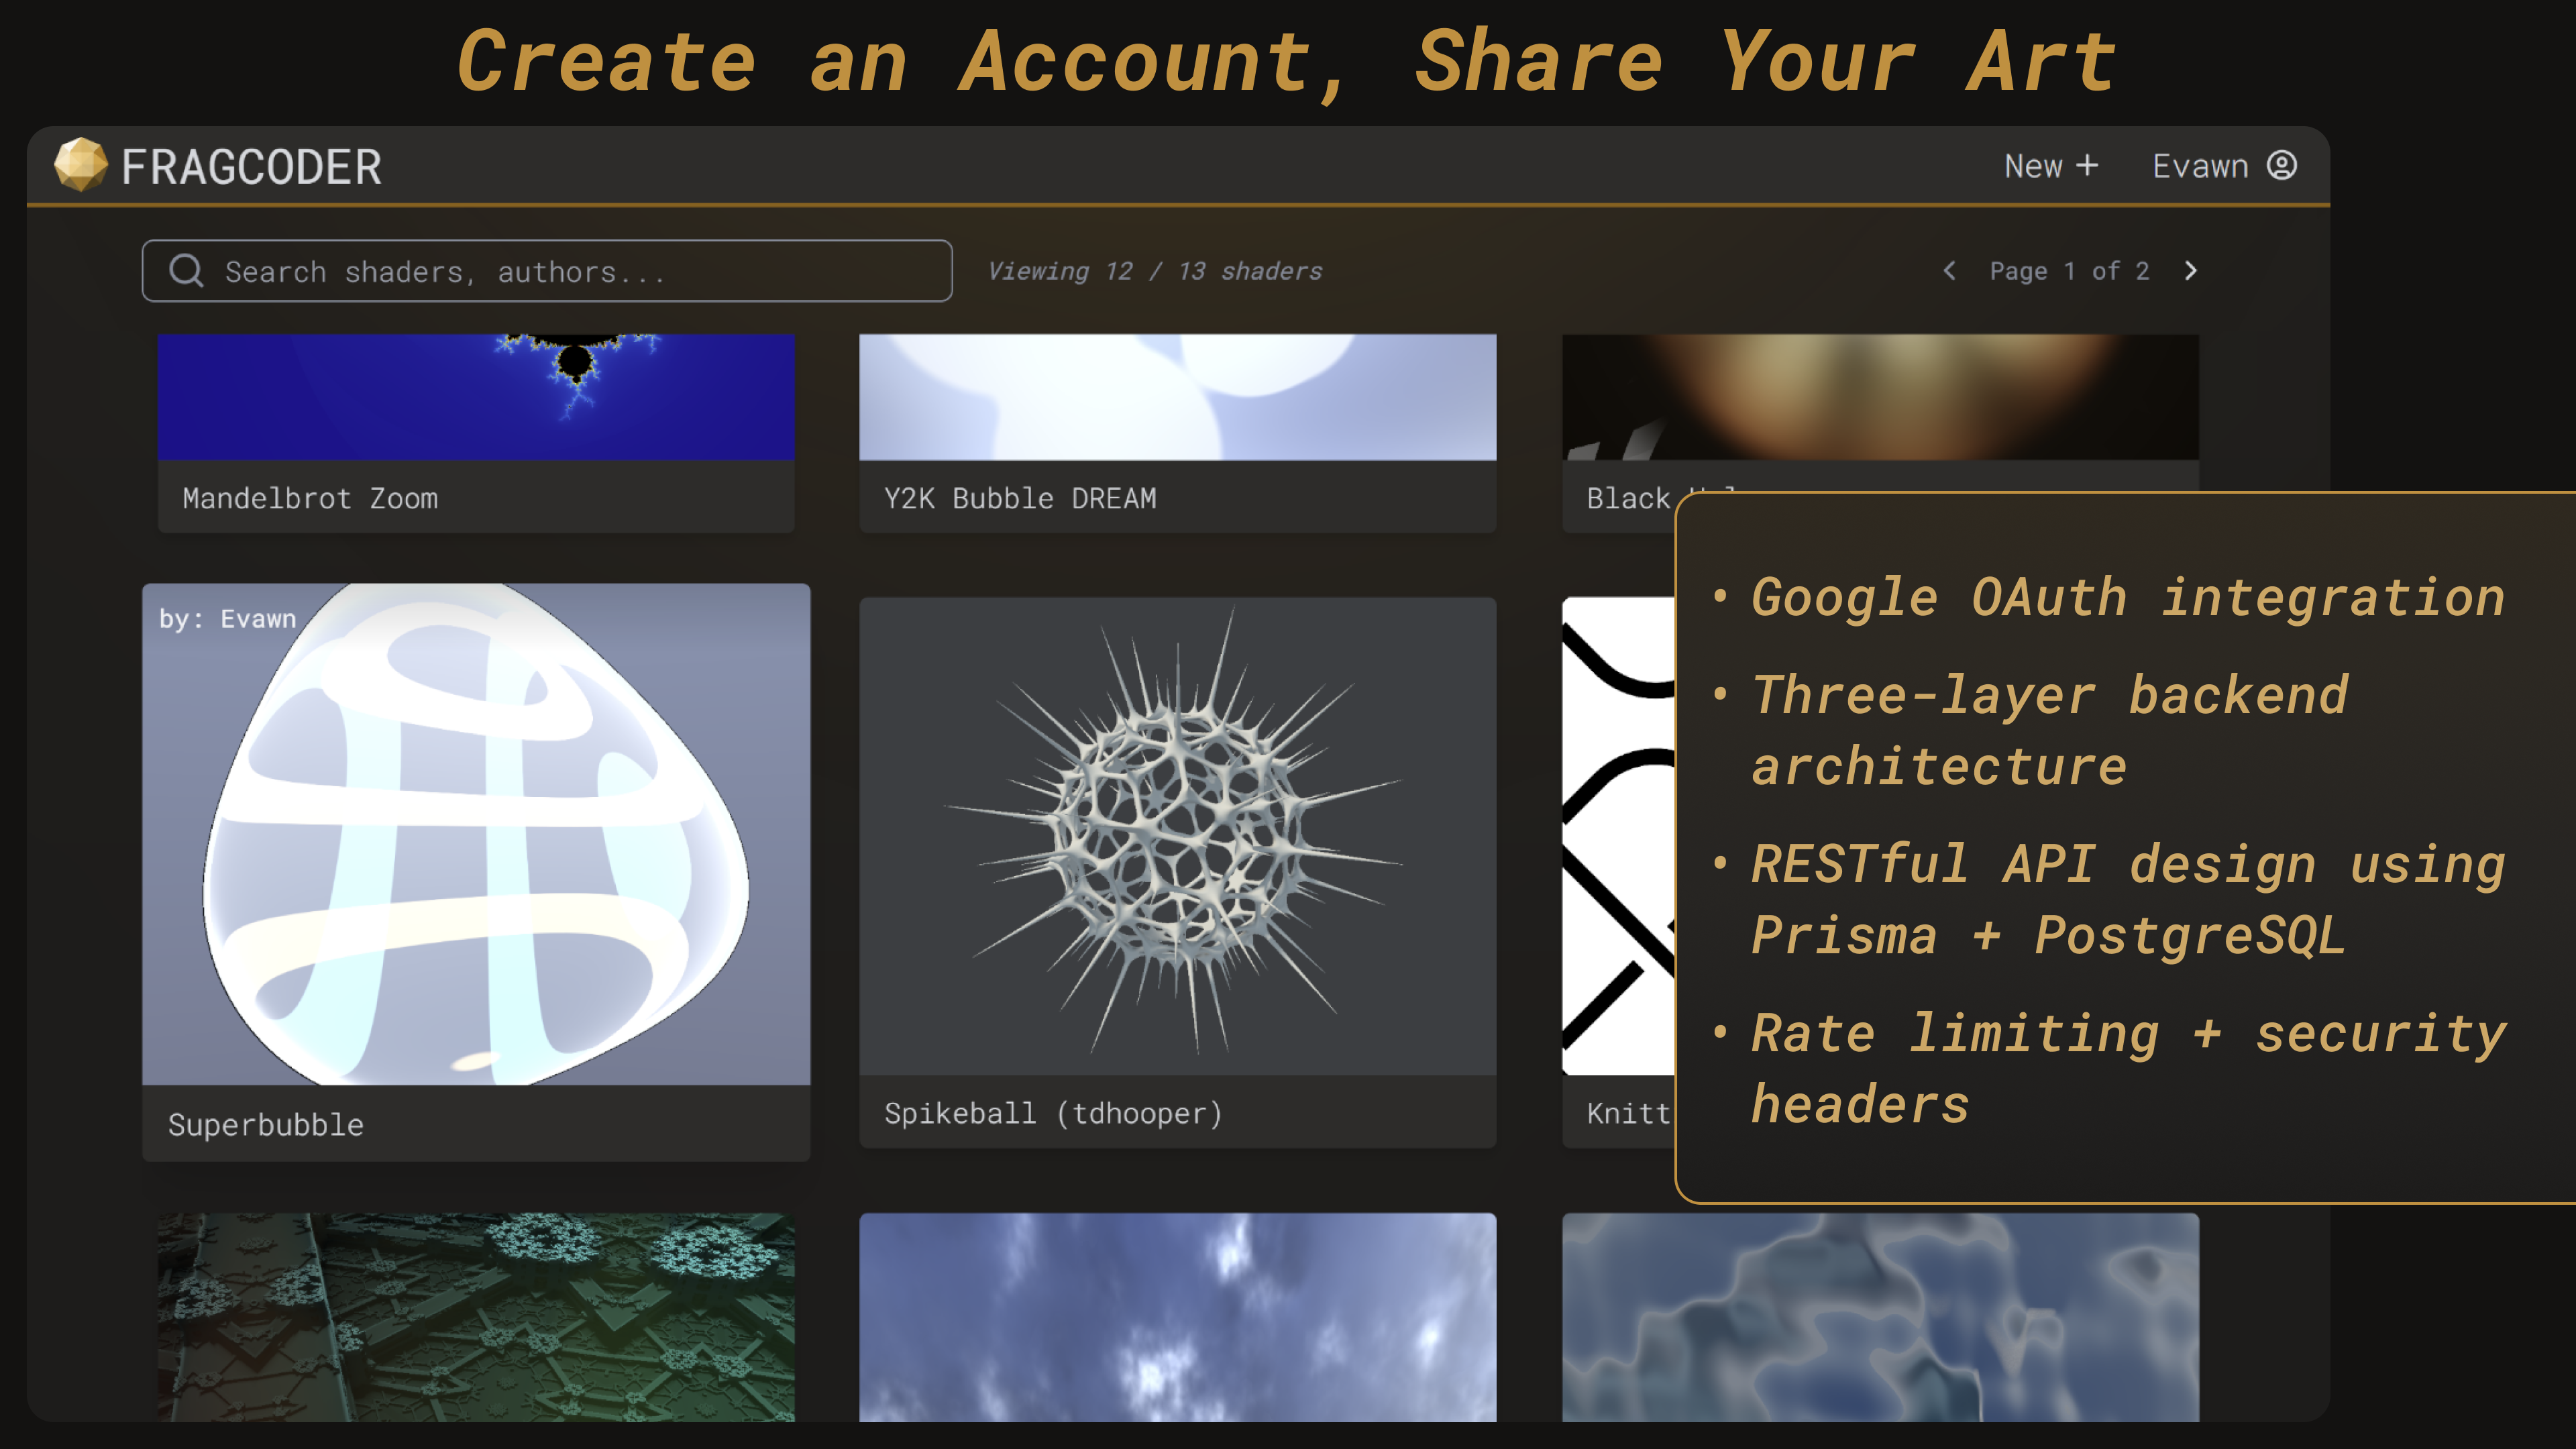 Create an Account, Share Your Art
FRAGCODER
New +
Evawn
Search shaders, authors...
Viewing 12 / 13 shaders
Page 1 of 2
Mandelbrot Zoom
Y2K Bubble DREAM
Black
by: Evawn
Superbubble
Spikeball (tdhooper)
Knitt
• Google OAuth integration
• Three-layer backend
architecture
• RESTful API design using
Prisma + PostgreSQL
• Rate limiting + security
headers